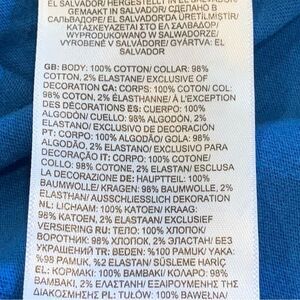 EL SALVADOR/HERGESTELLT IN EL SALVADOR/
GEMAAKT IN SALVADOR/СДЕЛАНО В
САЛЬВАДОРЕ/EL SALVADOR'DA ÜRETİLMİŞTİR/
ΚΑΤΑΣΚΕΥΑΖΕΤΑΙ ΣΤΟ ΕΛ ΣΑΛΒΑΔΟΡ/
WYPRODUKOWANO W SALWADORZE/
VYROBENÉ V SALVÁDORE/GYÁRTVA: EL
SALVADOR
GB: BODY: 100% COTTON/ COLLAR: 98%
COTTON, 2% ELASTANE/EXCLUSIVE OF
DECORATION CA: CORPS: 100% COTON/ COL:
98% COTON, 2% ÉLASTHANNE/ À L'EXCEPTION
DES DÉCORATIONS ES: CUERPO: 100%
ALGODÓN/ CUELLO: 98% ALGODÓN, 2%
ELASTANO/ EXCLUSIVO DE DECORACIÓN
PT: CORPO: 100% ALGODÃO/ GOLA: 98%
ALGODÃO, 2% ELASTANO/ EXCLUSIVO PARA
DECORAÇÃO IT: CORPO: 100% COTONE/
COLLO: 98% COTONE, 2% ELASTAN/ ESCLUSA
LA DECORAZIONE DE: HAUPTTEIL: 100%
BAUMWOLLE/ KRAGEN: 98% BAUMWOLLE, 2%
ELASTHAN/ AUSSCHLIESSLICH DEKORATION
NL: LICHAAM: 100% KATOEN/ KRAAG:
98% KATOEN, 2% ELASTAAN/ EXCLUSIEF
VERSIERING RU: ТЕЛО: 100% ХЛОПОК/
ВОРОТНИК: 98% ХЛОПОК, 2% ЭЛАСТАН/ БЕЗ
УКРАШЕНИЙ TR: BEDEN: %100 PAMUK/ YAKA:
%98 PAMUK, %2 ELASTAN/ SÜSLEME HARİÇ
EL: ΚΟΡΜΑΚΙ: 100% ΒΑΜΒΑΚΙ/ ΚΟΛΑΡΟ: 98%
ΒΑΜΒΑΚΙ, 2% ΕΛΑΣΤΑΝΗ/ ΕΞΑΙΡΟΥΜΕΝΗΣ ΤΗΣ
ΔΙΑΚΟΣΜΗΣΗΣ PL: TUŁÓW: 100% BAWEŁNA/